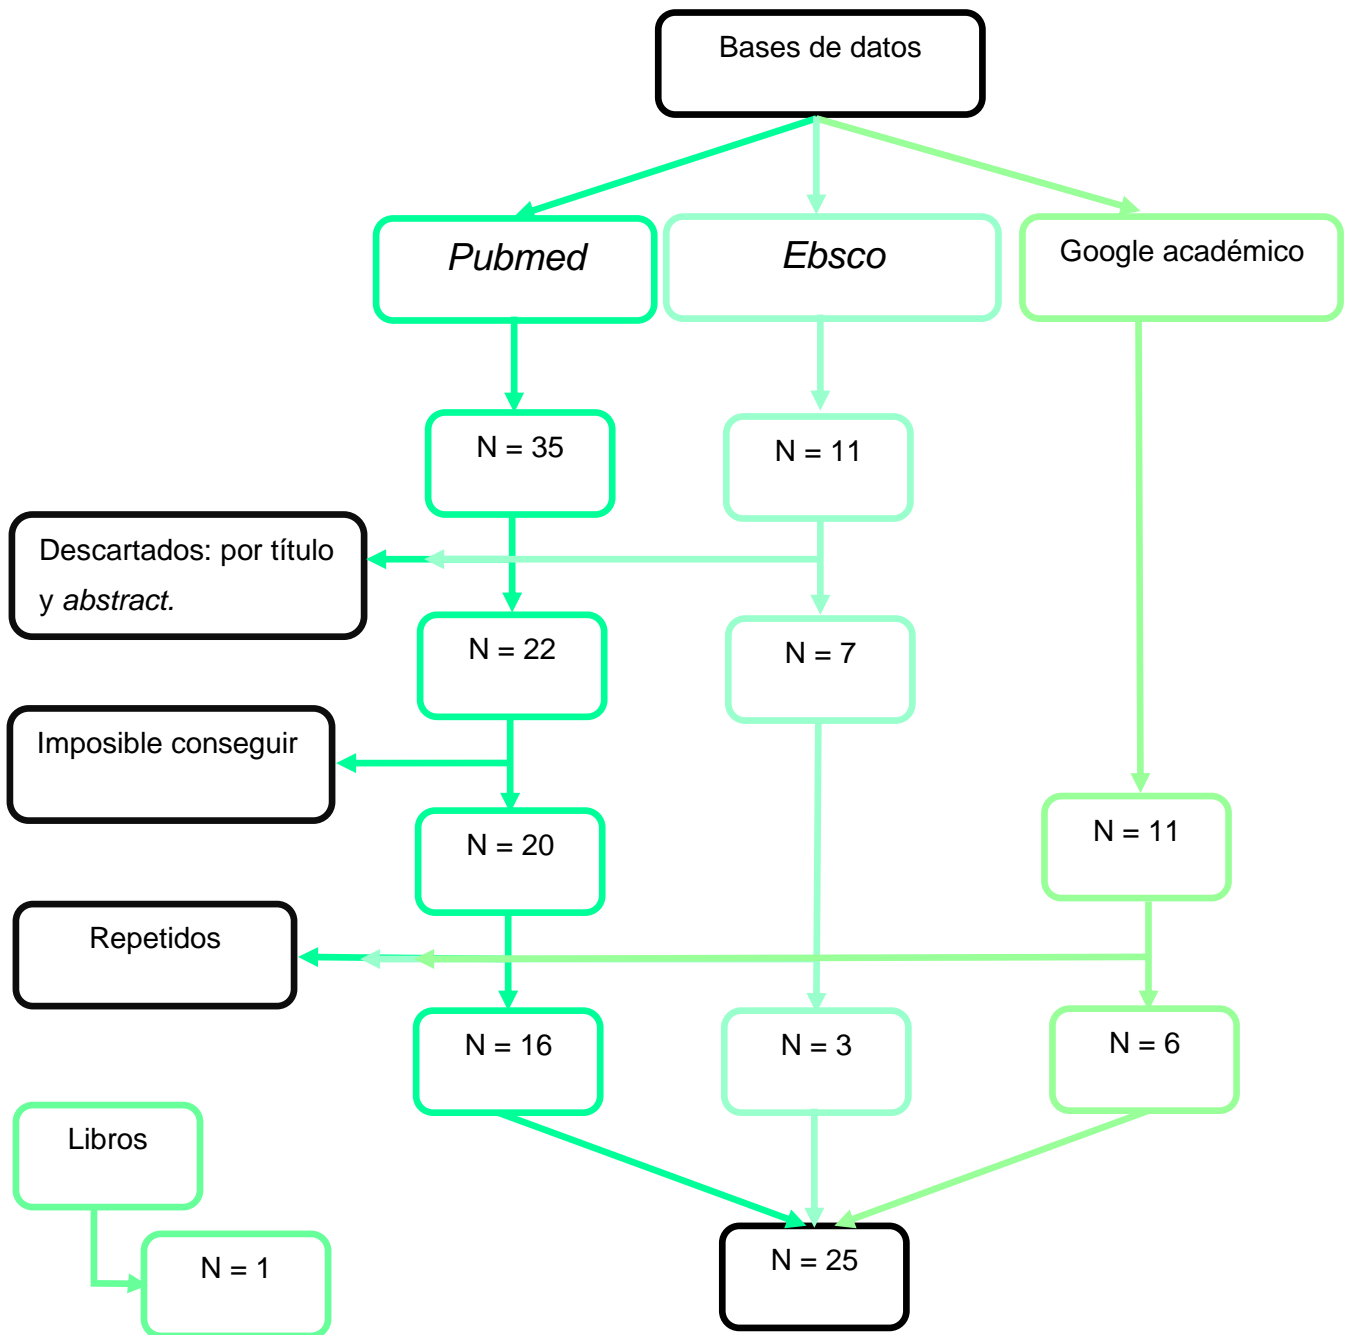 Bases de datos
Pubmed
Ebsco
Google académico
N = 35
N = 11
Descartados: por título
y abstract.
N = 22
N = 7
Imposible conseguir
N = 20
N = 11
Repetidos
N = 16
N = 3
N = 6
Libros
N = 1
N = 25